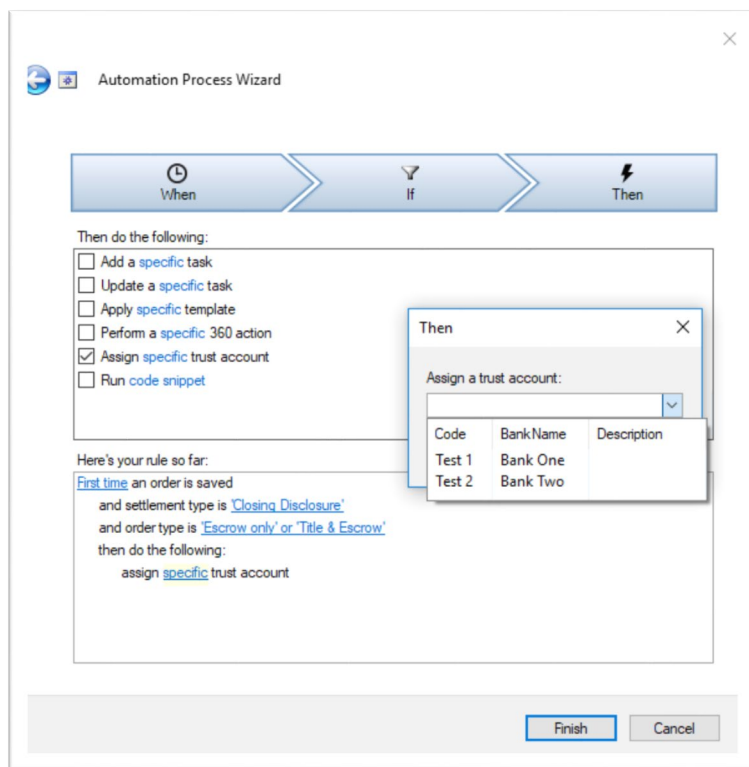 Automation Process Wizard
When
If
Then
Then do the following:
Add a specific task
Update a specific task
Apply specific template
Perform a specific 360 action
Assign specific trust account
Run code snippet
Then
Assign a trust account:
Code BankName Description
Test 1 Bank One
Test 2 Bank Two
Here's your rule so far:
First time an order is saved
and settlement type is 'Closing Disclosure'
and order type is 'Escrow only' or 'Title & Escrow'
then do the following:
assign specific trust account
Finish
Cancel